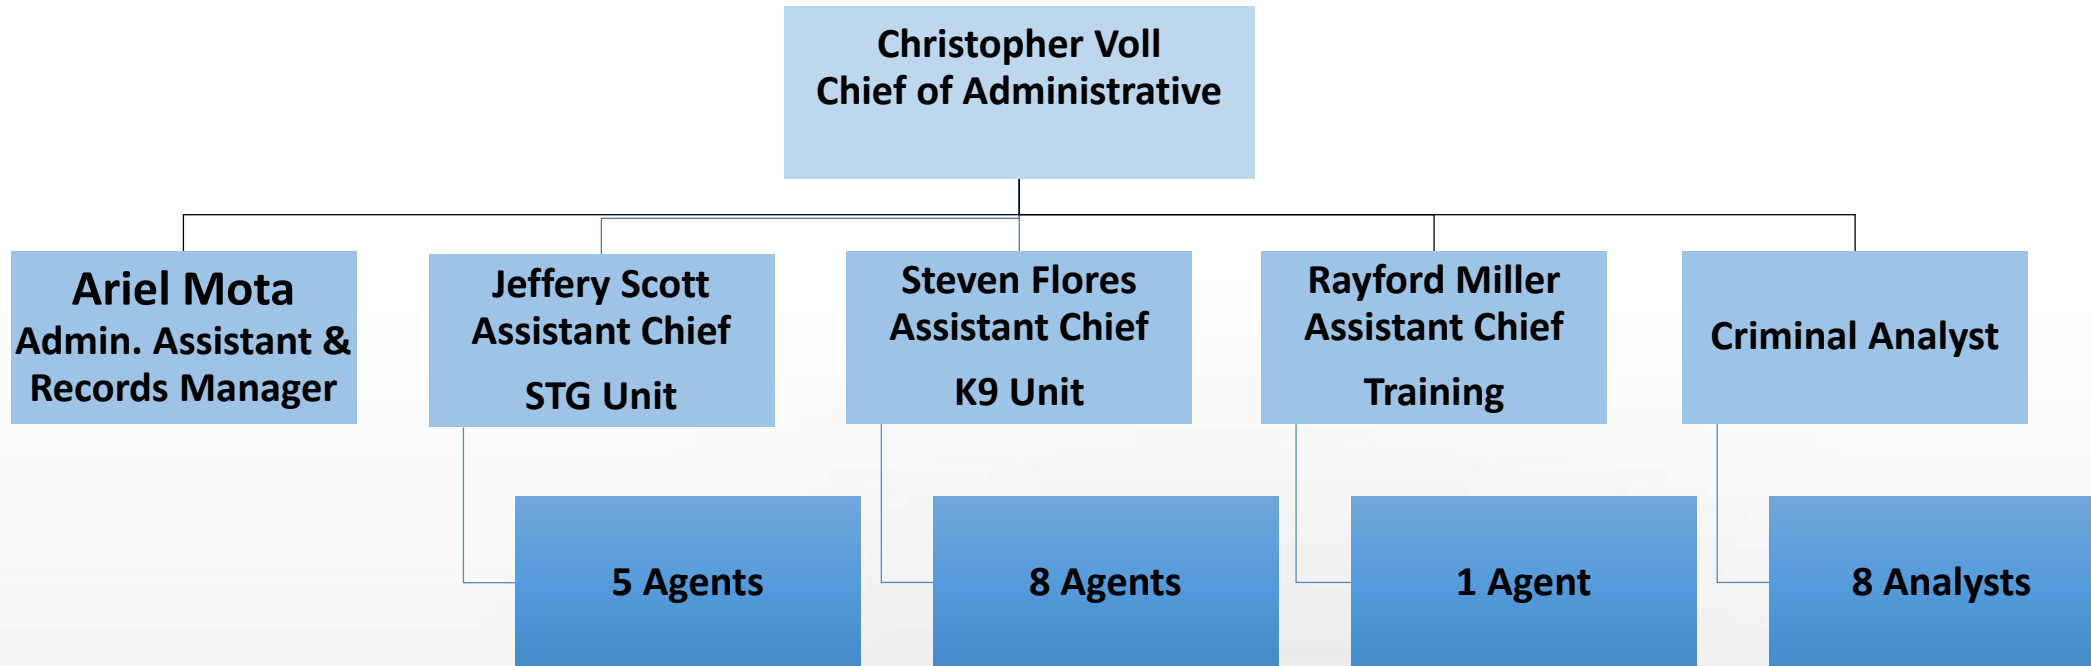 Christopher Voll
Chief of Administrative
Ariel Mota
Admin. Assistant &
Records Manager
Jeffery Scott
Assistant Chief
STG Unit
Steven Flores
Assistant Chief
K9 Unit
Rayford Miller
Assistant Chief
Training
Criminal Analyst
5 Agents
8 Agents
1 Agent
8 Analysts